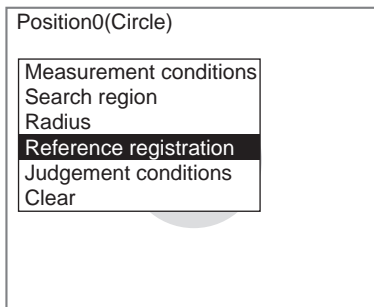 Position0(Circle)
Measurement conditions
Search region
Radius
Reference registration
Judgement conditions
Clear